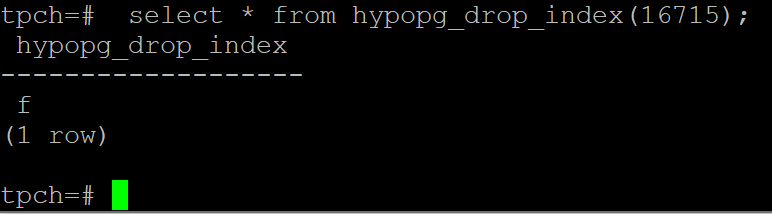 tpch=#  select * from hypopg_drop_index(16715);
 hypopg_drop_index
-------------------
 f
(1 row)
tpch=#